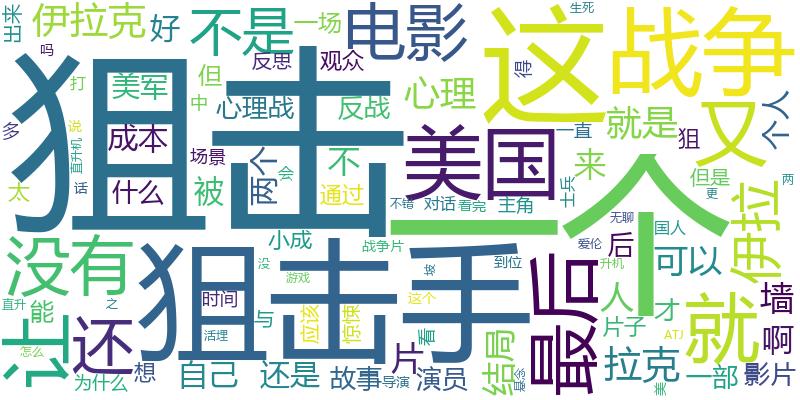 狙击
一个
狙击手
这
战争
美国
电影
不是
伊拉克
好
一场
出来
生死
吗
打
反思
观众
得
又
个人
多
说
美军
但
中
心理战
反战
心理
就是
狙
一直
成本
直升机
场景
两个
不
来
但是
两
太
话
什么
被
会
通过
不错
对话
看完
主角
士兵
更
伊拉
没有
小成
没
战争片
无聊
爱伦
国人
后
可以
墙
让
还
时间
游戏
埃
到位
最后
升机
人
才
就
啊
直升
能
之
活埋
与
应该
惊悚
这个
看
结局
片子
拉克
ATJ
怎么
为什么
想
自己
还是
故事
导演
片
演员
悬念
美
一部
影片